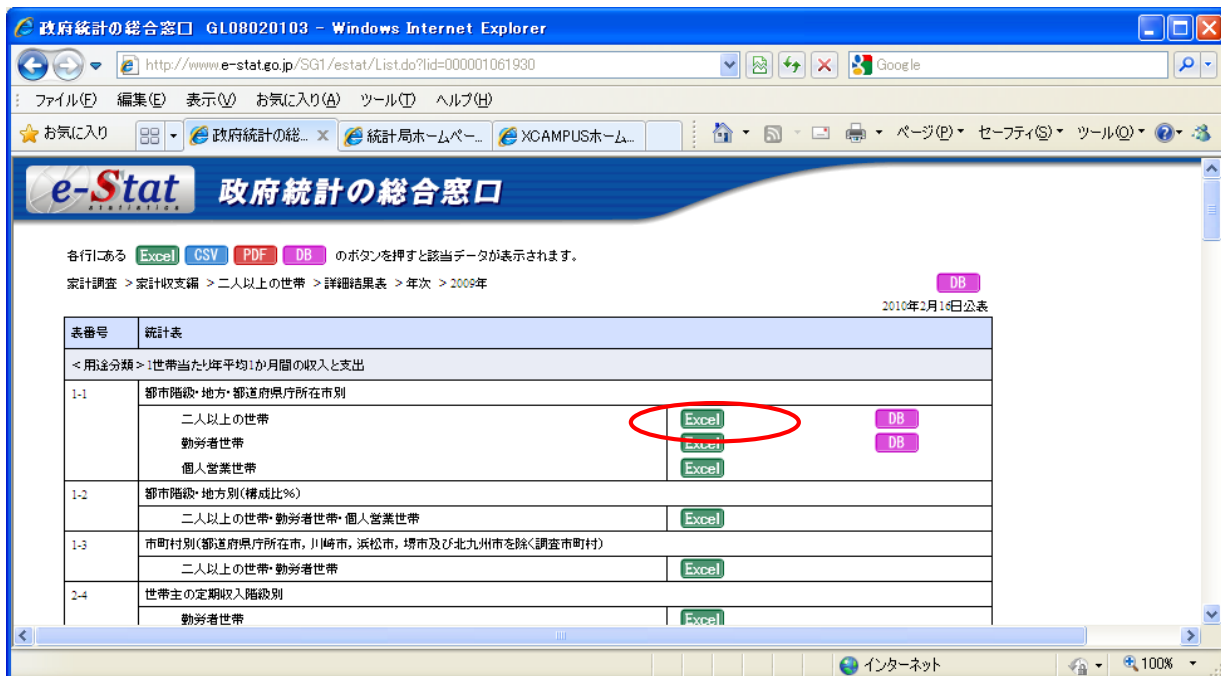 政府統計の総合窓口 GL08020103 - Windows Internet Explorer
http://www.e-stat.go.jp/SG1/estat/List.do?lid=000001061930
Google
ファイル(F) 編集(E) 表示(V) お気に入り(A) ツール(T) ヘルプ(H)
お気に入り 政府統計の総... 統計局ホームペー... XCAMPUSホーム... ページ(P) セーフティ(S) ツール(O)
e-Stat 政府統計の総合窓口
statistics
各行にある Excel CSV PDF DB のボタンを押すと該当データが表示されます。
家計調査 >家計収支編 >二人以上の世帯 >詳細結果表 >年次 >2009年 DB
2010年2月16日公表
表番号 統計表
<用途分類>1世帯当たり年平均1か月間の収入と支出
1-1 都市階級・地方・都道府県庁所在市別
二人以上の世帯 Excel DB
勤労者世帯 Excel DB
個人営業世帯 Excel
1-2 都市階級・地方別(構成比%)
二人以上の世帯・勤労者世帯・個人営業世帯 Excel
1-3 市町村別(都道府県庁所在市,川崎市,浜松市,堺市及び北九州市を除く調査市町村)
二人以上の世帯・勤労者世帯 Excel
2-4 世帯主の定期収入階級別
勤労者世帯 Excel
インターネット 100%